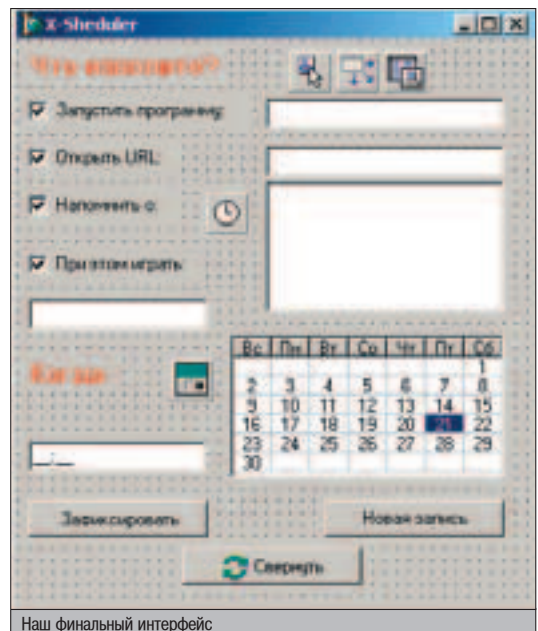 X-Sheduler
Что
Запустить программу:
Открыть URL:
Напомнить о:
При этом играть:
Вс Пн Вт Ср Чт Пт Сб
1
2 3 4 5 6 7 8
9 10 11 12 13 14 15
16 17 18 19 20 21 22
23 24 25 26 27 28 29
30
Когда
__:__
Зафиксировать
Новая запись
Свернуть
Наш финальный интерфейс